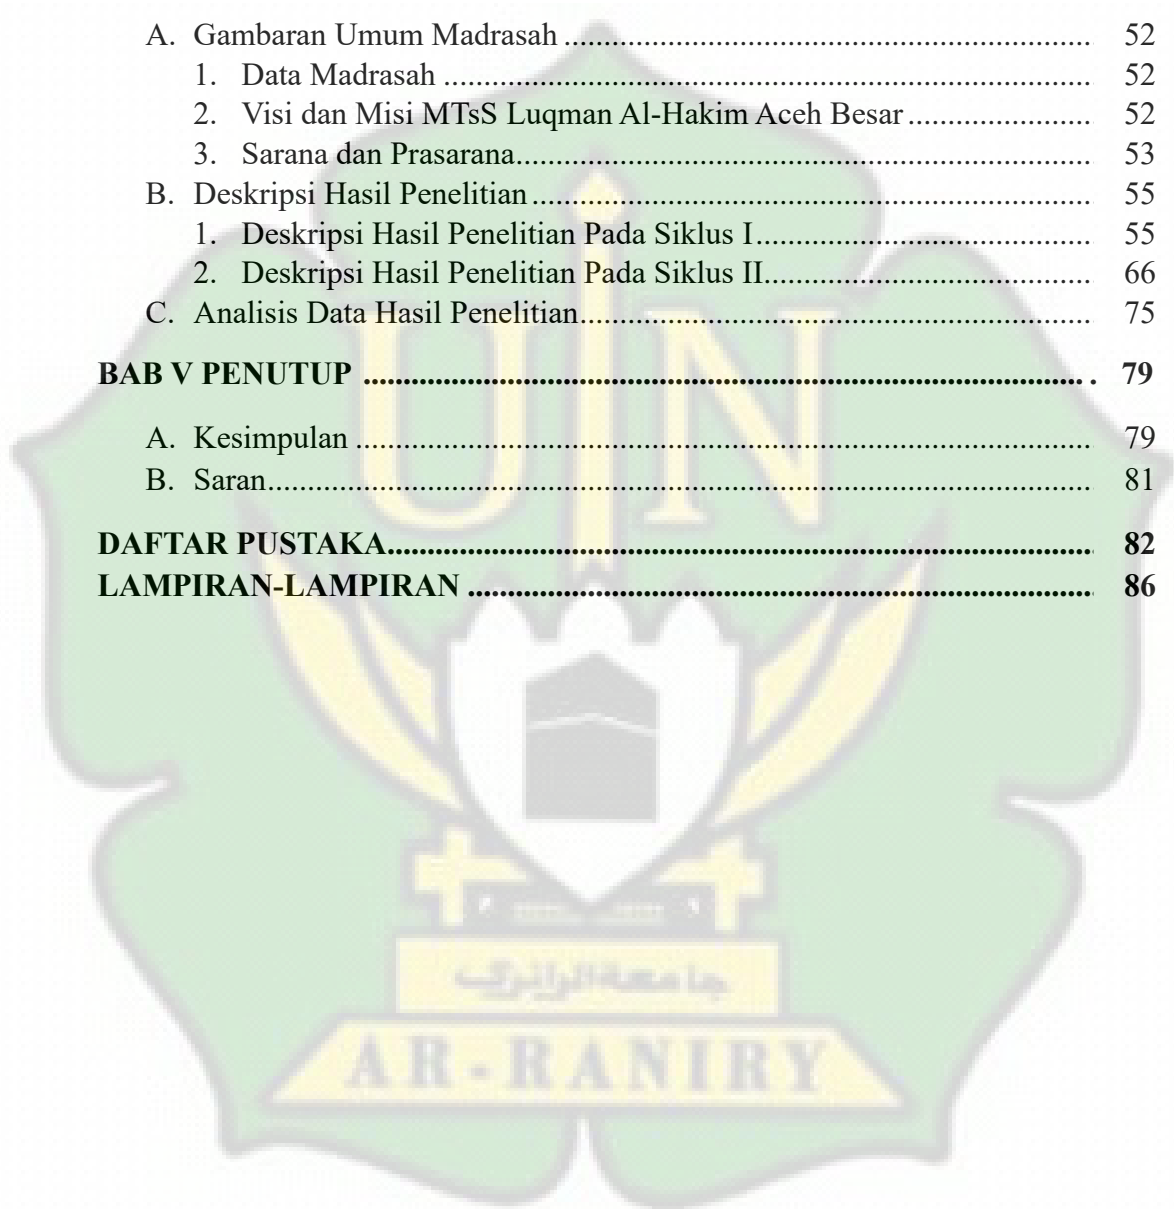 A. Gambaran Umum Madrasah ........................................ 52
1. Data Madrasah ........................................ 52
2. Visi dan Misi MTsS Luqman Al-Hakim Aceh Besar ........................................ 52
3. Sarana dan Prasarana ........................................ 53
B. Deskripsi Hasil Penelitian ........................................ 55
1. Deskripsi Hasil Penelitian Pada Siklus I ........................................ 55
2. Deskripsi Hasil Penelitian Pada Siklus II ........................................ 66
C. Analisis Data Hasil Penelitian ........................................ 75
BAB V PENUTUP ........................................ 79
A. Kesimpulan ........................................ 79
B. Saran ........................................ 81
DAFTAR PUSTAKA ........................................ 82
LAMPIRAN-LAMPIRAN ........................................ 86
UIN
جامعة الرانري
AR-RANIRY